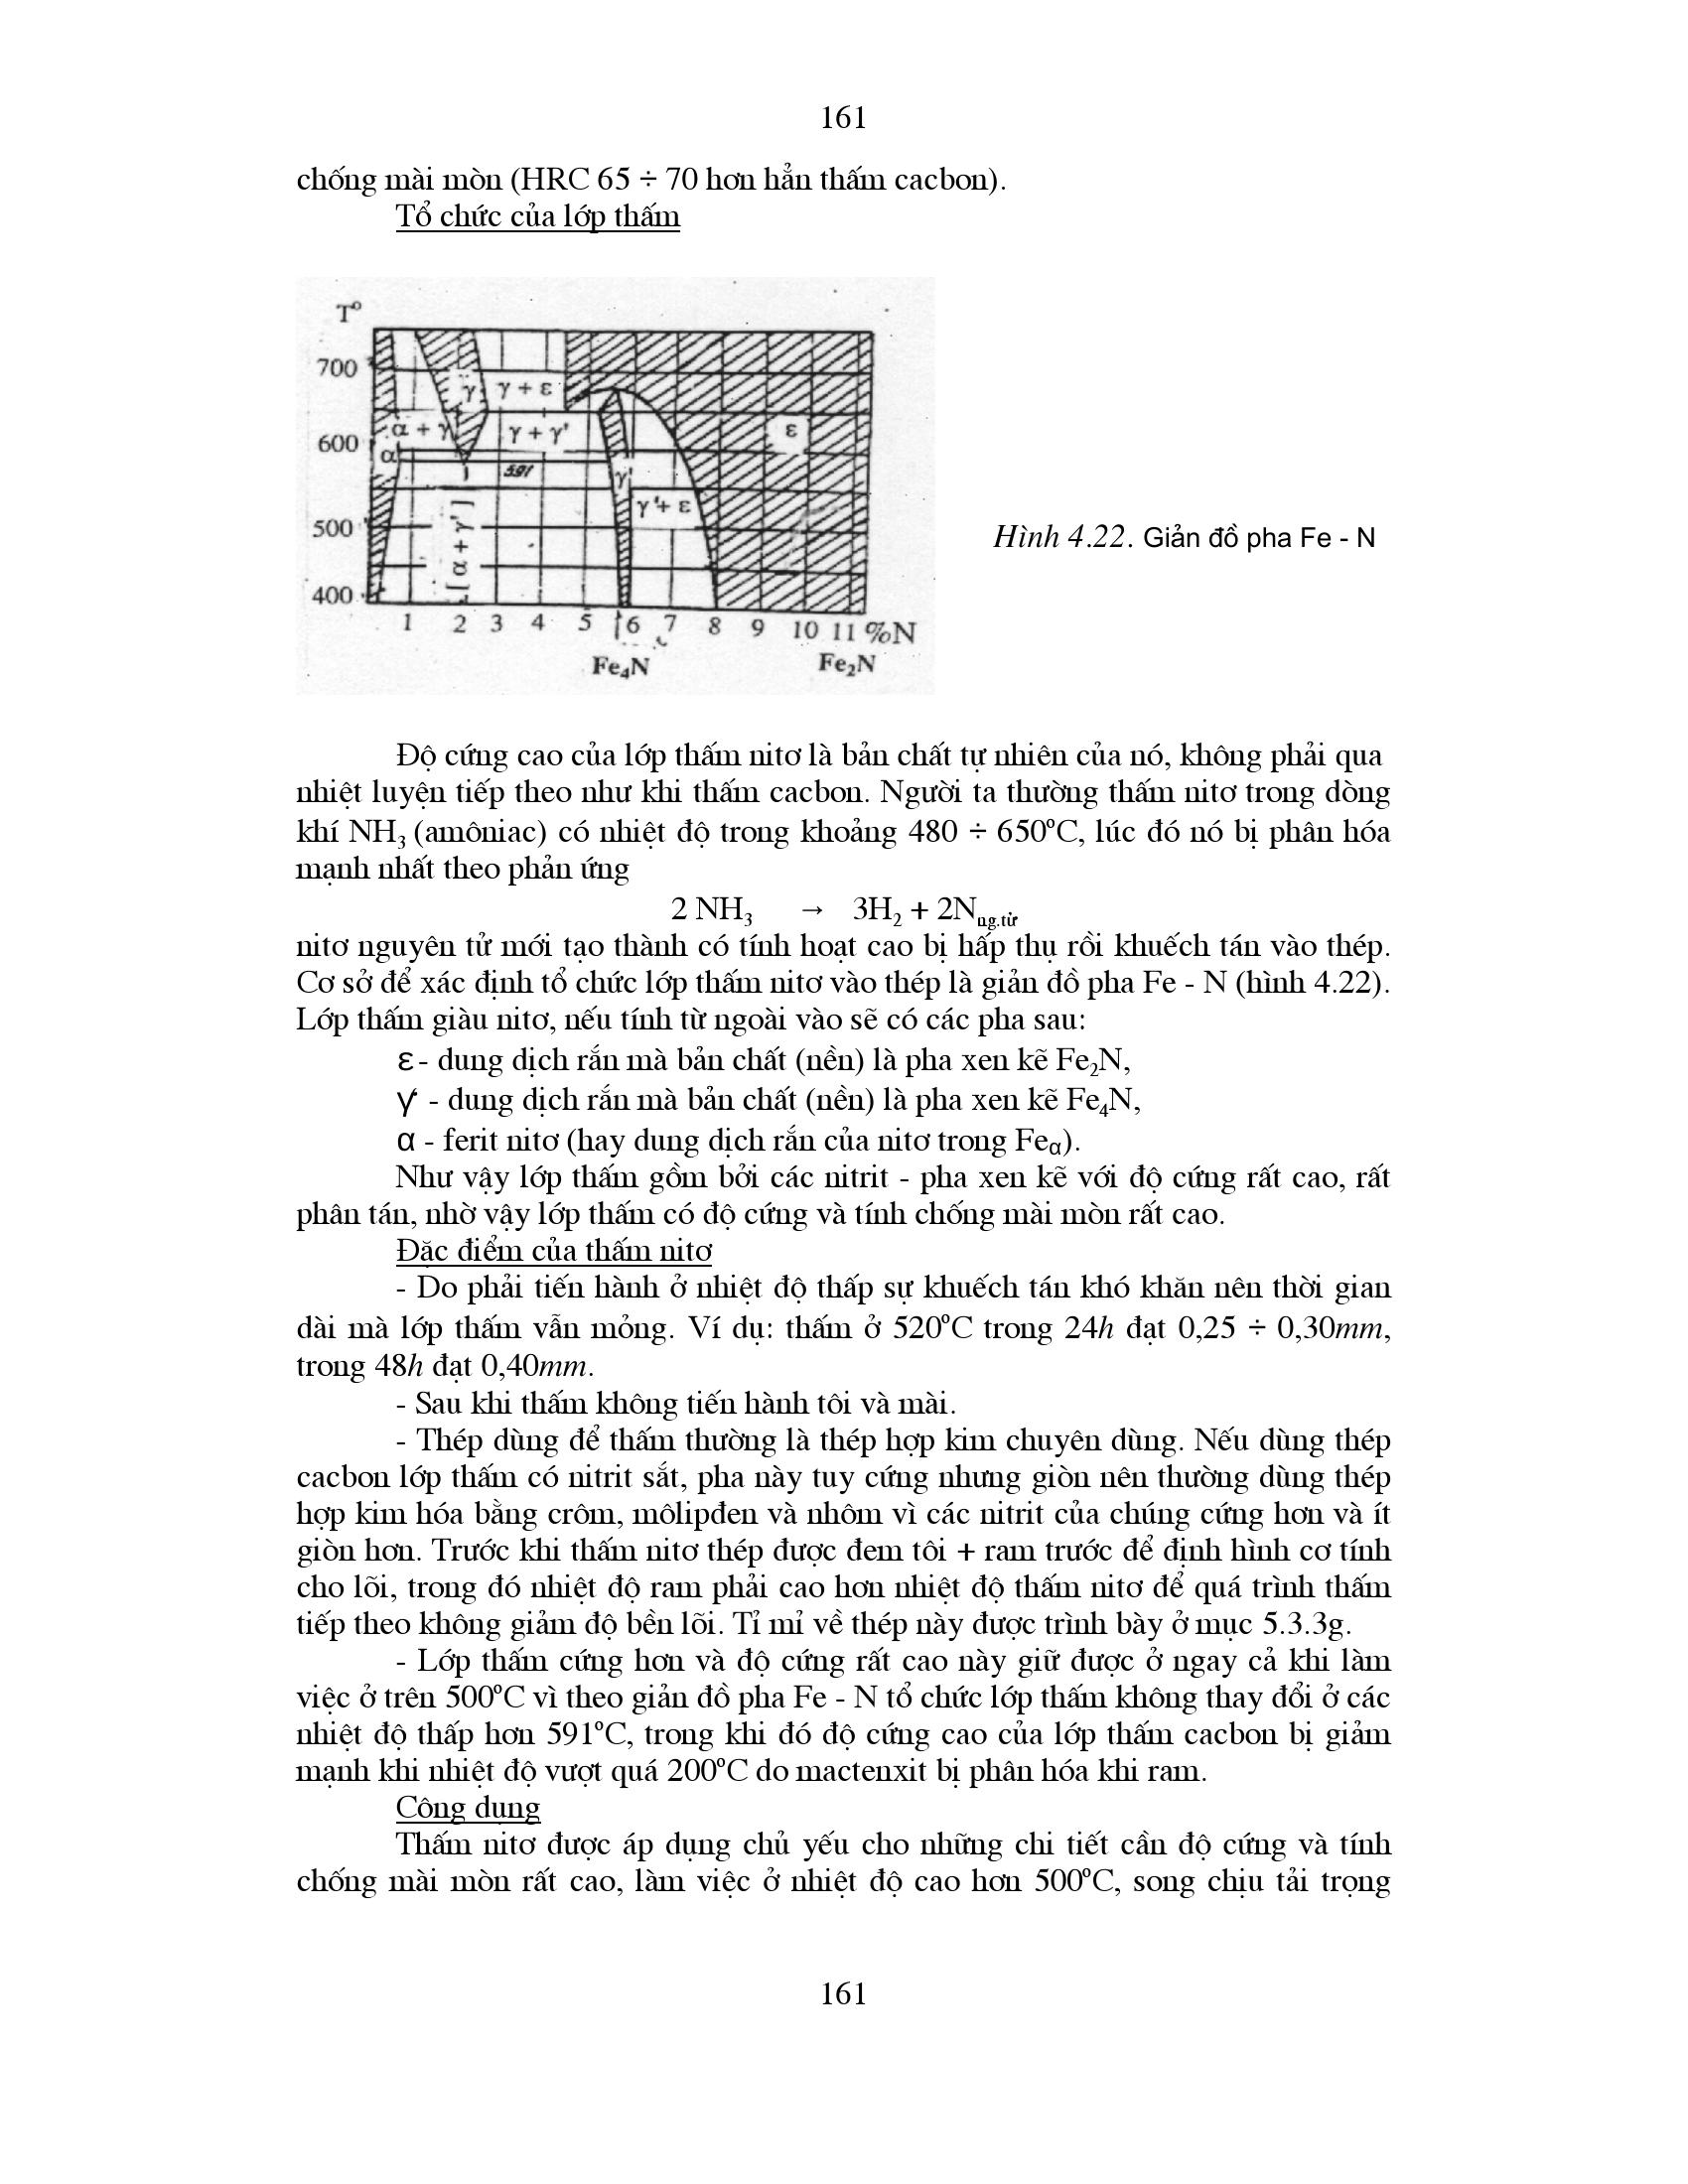 161
chống mài mòn (HRC 65 ÷ 70 hơn hẳn thấm cacbon).
Tổ chức của lớp thấm
T°
700
γ
γ + ε
α + γ
γ + γ'
ε
600
α
591
γ'
γ' + ε
[ α + γ' ]
500
400
1 2 3 4 5 6 7 8 9 10 11 %N
Fe₄N
Fe₂N
Hình 4.22. Giản đồ pha Fe - N
Độ cứng cao của lớp thấm nitơ là bản chất tự nhiên của nó, không phải qua
nhiệt luyện tiếp theo như khi thấm cacbon. Người ta thường thấm nitơ trong dòng
khí NH₃ (amôniac) có nhiệt độ trong khoảng 480 ÷ 650ºC, lúc đó nó bị phân hóa
mạnh nhất theo phản ứng
2 NH₃ → 3H₂ + 2Nng.tử
nitơ nguyên tử mới tạo thành có tính hoạt cao bị hấp thụ rồi khuếch tán vào thép.
Cơ sở để xác định tổ chức lớp thấm nitơ vào thép là giản đồ pha Fe - N (hình 4.22).
Lớp thấm giàu nitơ, nếu tính từ ngoài vào sẽ có các pha sau:
ε - dung dịch rắn mà bản chất (nền) là pha xen kẽ Fe₂N,
γ' - dung dịch rắn mà bản chất (nền) là pha xen kẽ Fe₄N,
α - ferit nitơ (hay dung dịch rắn của nitơ trong Feα).
Như vậy lớp thấm gồm bởi các nitrit - pha xen kẽ với độ cứng rất cao, rất
phân tán, nhờ vậy lớp thấm có độ cứng và tính chống mài mòn rất cao.
Đặc điểm của thấm nitơ
- Do phải tiến hành ở nhiệt độ thấp sự khuếch tán khó khăn nên thời gian
dài mà lớp thấm vẫn mỏng. Ví dụ: thấm ở 520ºC trong 24h đạt 0,25 ÷ 0,30mm,
trong 48h đạt 0,40mm.
- Sau khi thấm không tiến hành tôi và mài.
- Thép dùng để thấm thường là thép hợp kim chuyên dùng. Nếu dùng thép
cacbon lớp thấm có nitrit sắt, pha này tuy cứng nhưng giòn nên thường dùng thép
hợp kim hóa bằng crôm, môlipđen và nhôm vì các nitrit của chúng cứng hơn và ít
giòn hơn. Trước khi thấm nitơ thép được đem tôi + ram trước để định hình cơ tính
cho lõi, trong đó nhiệt độ ram phải cao hơn nhiệt độ thấm nitơ để quá trình thấm
tiếp theo không giảm độ bền lõi. Tỉ mỉ về thép này được trình bày ở mục 5.3.3g.
- Lớp thấm cứng hơn và độ cứng rất cao này giữ được ở ngay cả khi làm
việc ở trên 500ºC vì theo giản đồ pha Fe - N tổ chức lớp thấm không thay đổi ở các
nhiệt độ thấp hơn 591ºC, trong khi đó độ cứng cao của lớp thấm cacbon bị giảm
mạnh khi nhiệt độ vượt quá 200ºC do mactenxit bị phân hóa khi ram.
Công dụng
Thấm nitơ được áp dụng chủ yếu cho những chi tiết cần độ cứng và tính
chống mài mòn rất cao, làm việc ở nhiệt độ cao hơn 500ºC, song chịu tải trọng
161